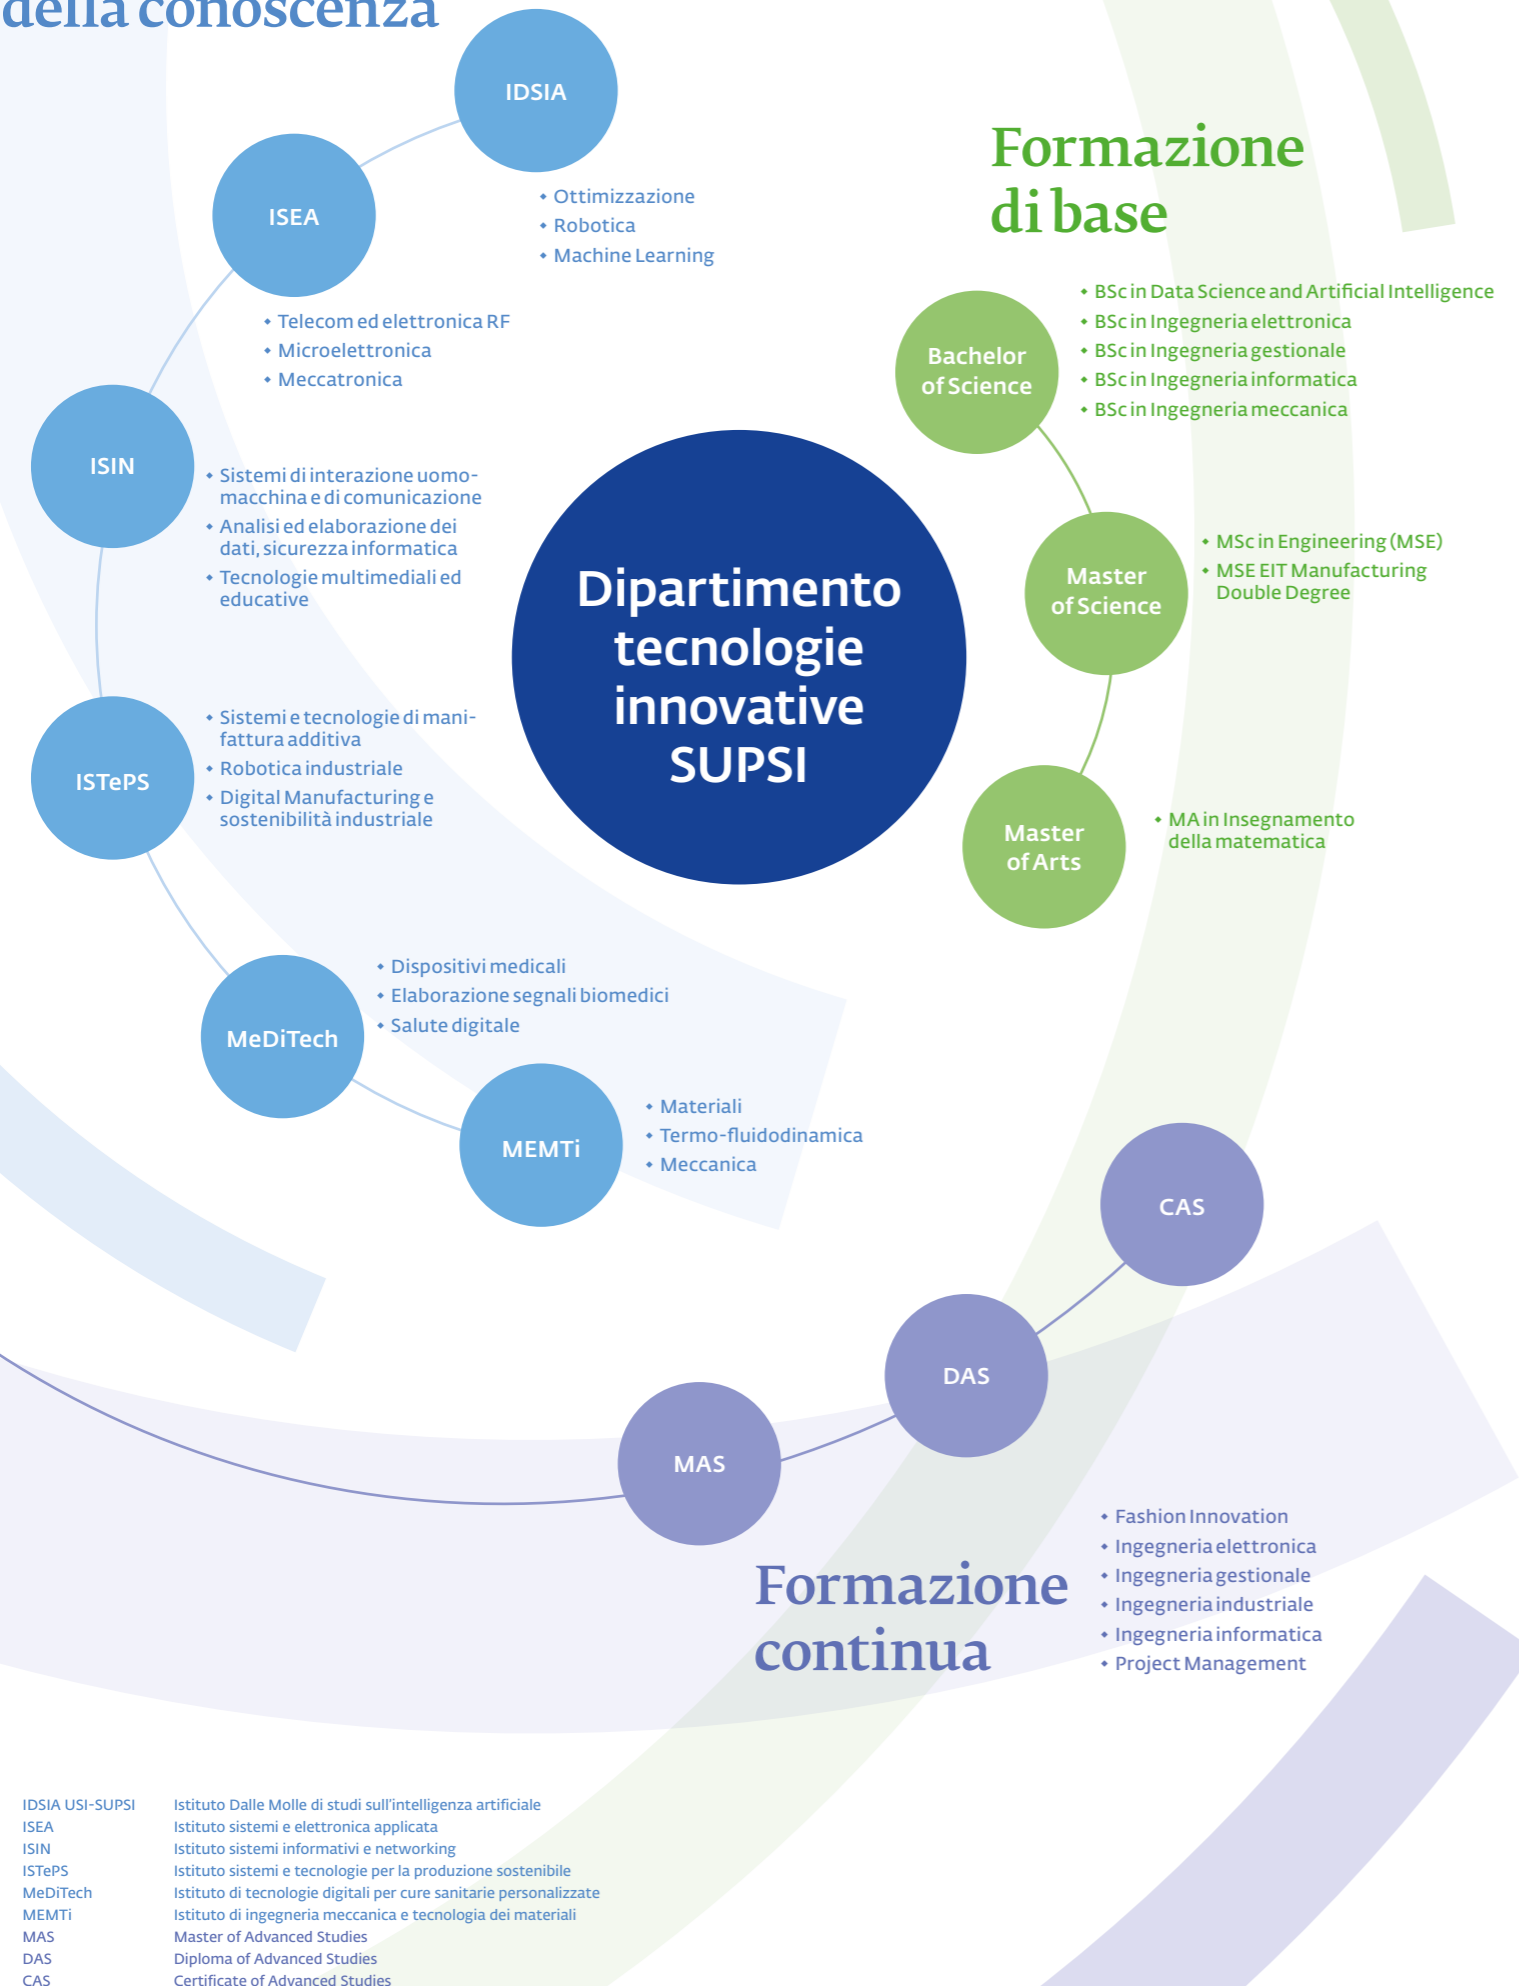 della conoscenza
IDSIA
• Ottimizzazione
• Robotica
• Machine Learning
ISEA
• Telecom ed elettronica RF
• Microelettronica
• Meccatronica
ISIN
• Sistemi di interazione uomo-
macchina e di comunicazione
• Analisi ed elaborazione dei
dati, sicurezza informatica
• Tecnologie multimediali ed
educative
ISTePS
• Sistemi e tecnologie di mani-
fattura additiva
• Robotica industriale
• Digital Manufacturing e
sostenibilità industriale
MeDiTech
• Dispositivi medicali
• Elaborazione segnali biomedici
• Salute digitale
MEMTi
• Materiali
• Termo-fluidodinamica
• Meccanica
Dipartimento
tecnologie
innovative
SUPSI
Formazione
di base
Bachelor
of Science
• BSc in Data Science and Artificial Intelligence
• BSc in Ingegneria elettronica
• BSc in Ingegneria gestionale
• BSc in Ingegneria informatica
• BSc in Ingegneria meccanica
Master
of Science
• MSc in Engineering (MSE)
• MSE EIT Manufacturing
Double Degree
Master
of Arts
• MA in Insegnamento
della matematica
CAS
DAS
MAS
Formazione
continua
• Fashion Innovation
• Ingegneria elettronica
• Ingegneria gestionale
• Ingegneria industriale
• Ingegneria informatica
• Project Management
IDSIA USI-SUPSI Istituto Dalle Molle di studi sull'intelligenza artificiale
ISEA Istituto sistemi e elettronica applicata
ISIN Istituto sistemi informativi e networking
ISTePS Istituto sistemi e tecnologie per la produzione sostenibile
MeDiTech Istituto di tecnologie digitali per cure sanitarie personalizzate
MEMTi Istituto di ingegneria meccanica e tecnologia dei materiali
MAS Master of Advanced Studies
DAS Diploma of Advanced Studies
CAS Certificate of Advanced Studies